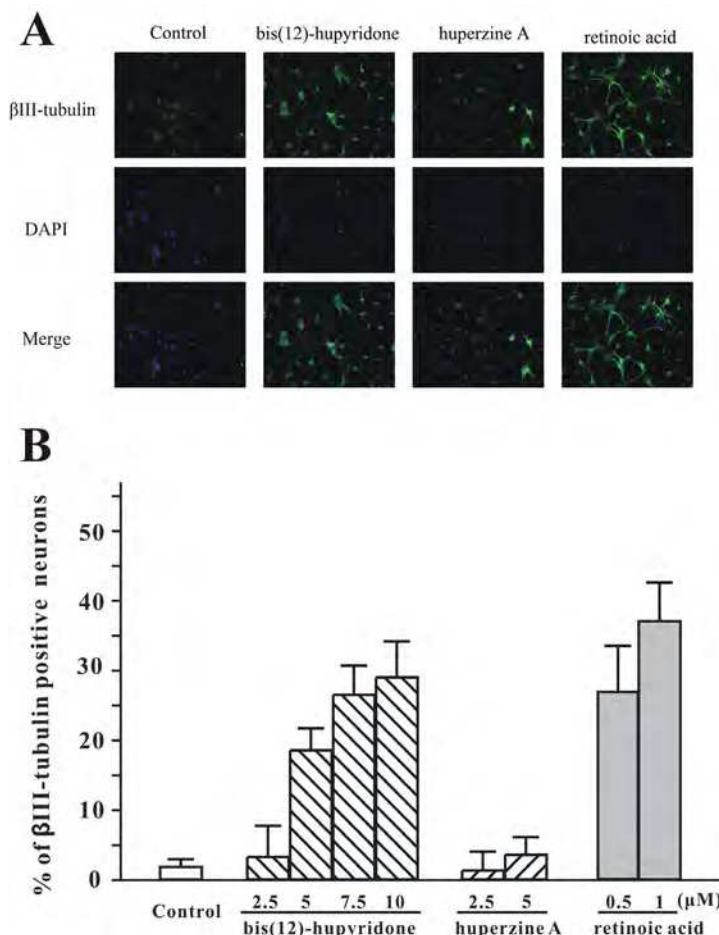 A
Control bis(12)-hupyridone huperzine A retinoic acid
βIII-tubulin
DAPI
Merge
B
% of βIII-tubulin positive neurons
50
40
30
20
10
0
2.5 5 7.5 10 2.5 5 0.5 1 (μM)
Control bis(12)-hupyridone huperzine A retinoic acid